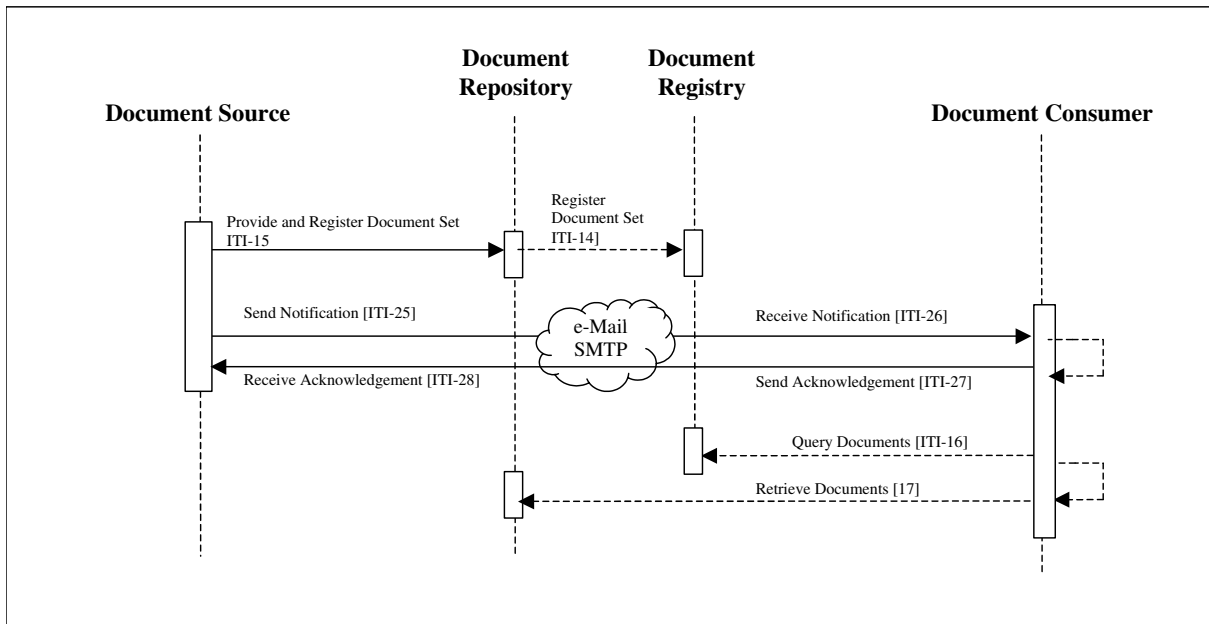 Document
Repository
Document
Registry
Document Source
Document Consumer
Provide and Register Document Set
ITI-15
Register
Document Set
ITI-14]
Send Notification [ITI-25]
e-Mail
SMTP
Receive Notification [ITI-26]
Receive Acknowledgement [ITI-28]
Send Acknowledgement [ITI-27]
Query Documents [ITI-16]
Retrieve Documents [17]